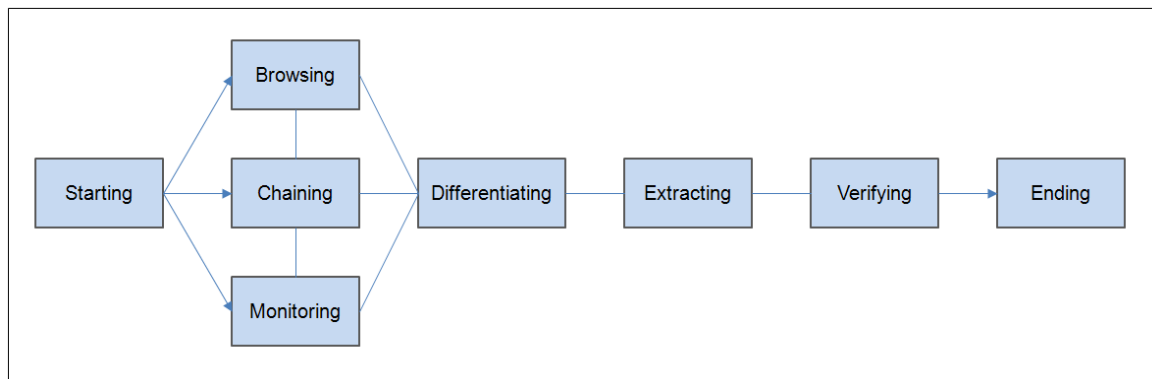 Starting
Browsing
Chaining
Monitoring
Differentiating
Extracting
Verifying
Ending